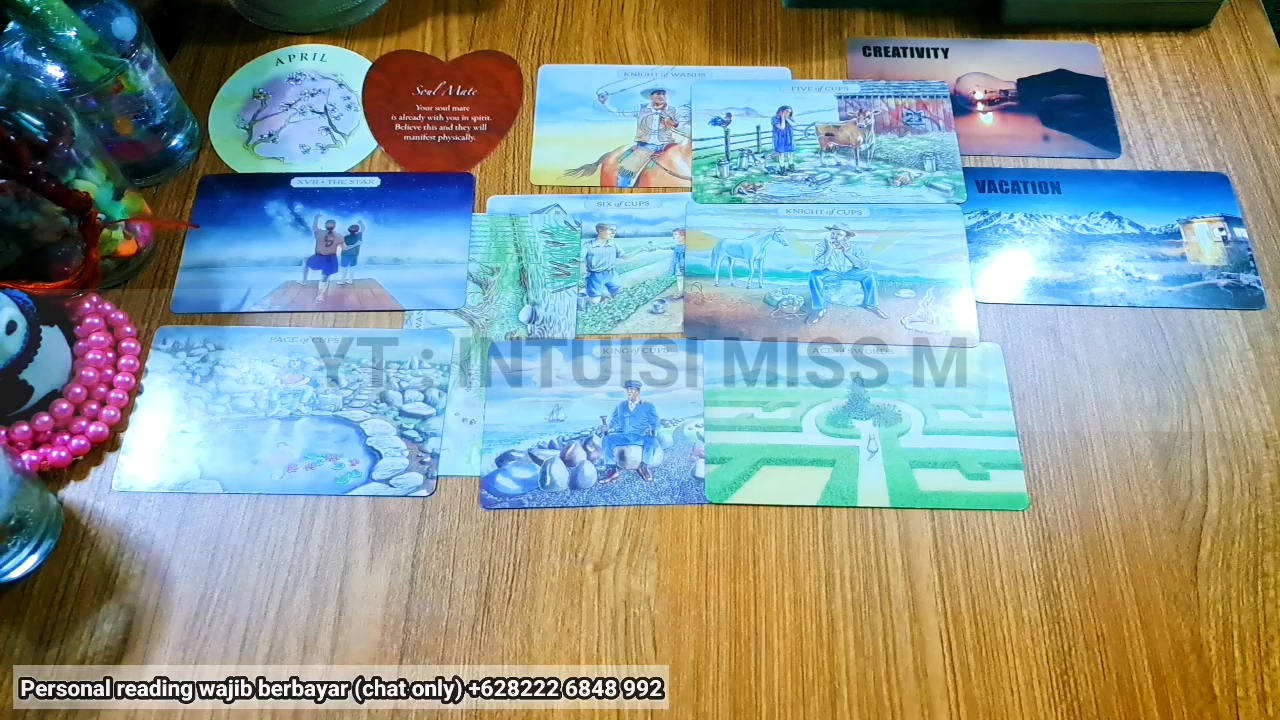 APRIL
Soul Mate
Your soul mate
is already with you in spirit.
Believe this and they will
manifest physically.
KNIGHT of WANDS
FIVE of CUPS
CREATIVITY
XVII • THE STAR
SIX of CUPS
KNIGHT of CUPS
VACATION
PAGE of CUPS
KING of CUPS
ACE of SWORDS
YT : INTUISI MISS M
Personal reading wajib berbayar (chat only) +628222 6848 992